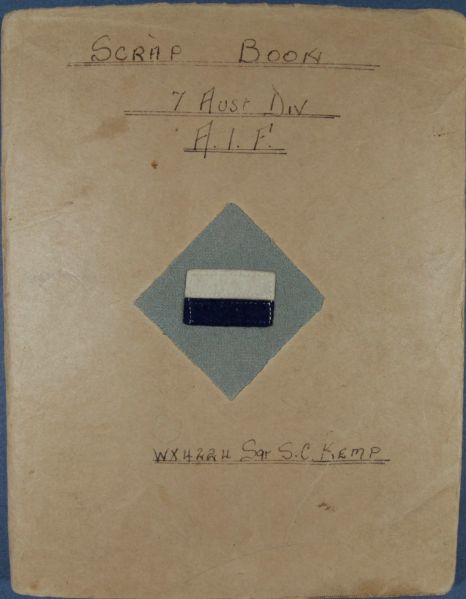 SCRAP BOOK
7 AUST DIV
A.I.F.
WX4224 Sgt S.C KEMP